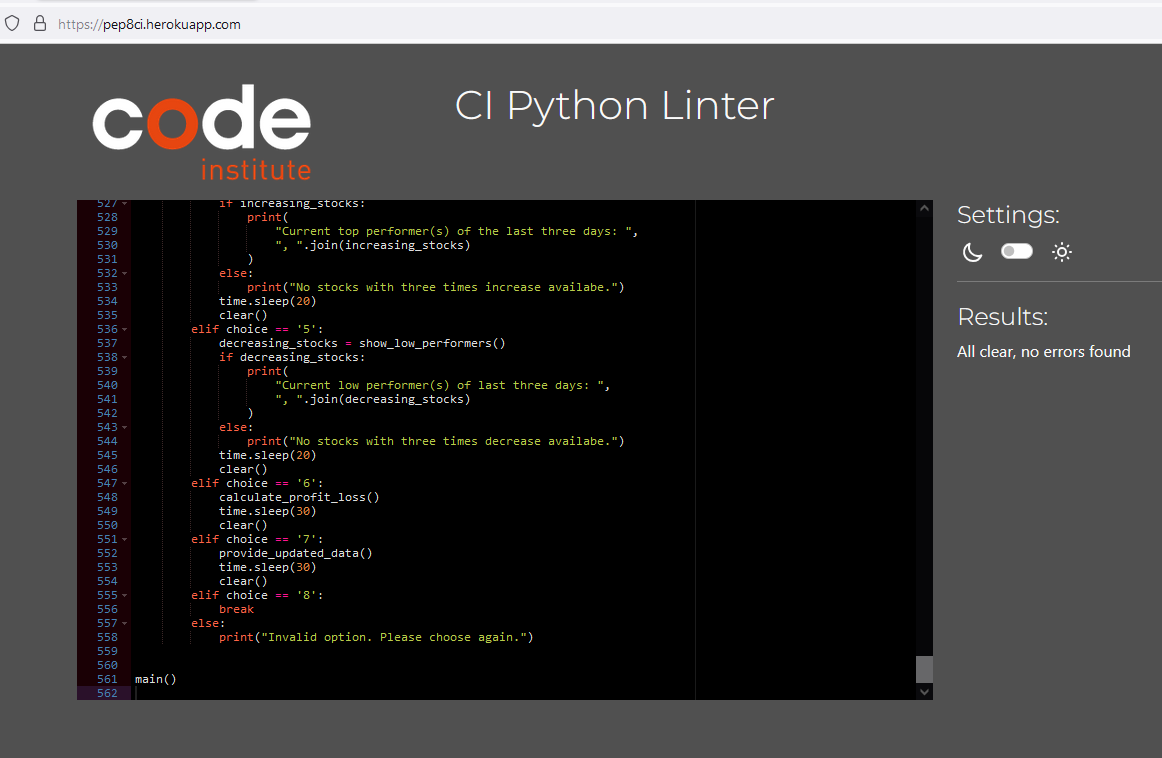 https://pep8ci.herokuapp.com
code
institute
CI Python Linter
527 if increasing_stocks:
528 print(
529 "Current top performer(s) of the last three days: ",
530 ", ".join(increasing_stocks)
531 )
532 else:
533 print("No stocks with three times increase availabe.")
534 time.sleep(20)
535 clear()
536 elif choice == '5':
537 decreasing_stocks = show_low_performers()
538 if decreasing_stocks:
539 print(
540 "Current low performer(s) of last three days: ",
541 ", ".join(decreasing_stocks)
542 )
543 else:
544 print("No stocks with three times decrease availabe.")
545 time.sleep(20)
546 clear()
547 elif choice == '6':
548 calculate_profit_loss()
549 time.sleep(30)
550 clear()
551 elif choice == '7':
552 provide_updated_data()
553 time.sleep(30)
554 clear()
555 elif choice == '8':
556 break
557 else:
558 print("Invalid option. Please choose again.")
559
560
561 main()
562
Settings:
Results:
All clear, no errors found